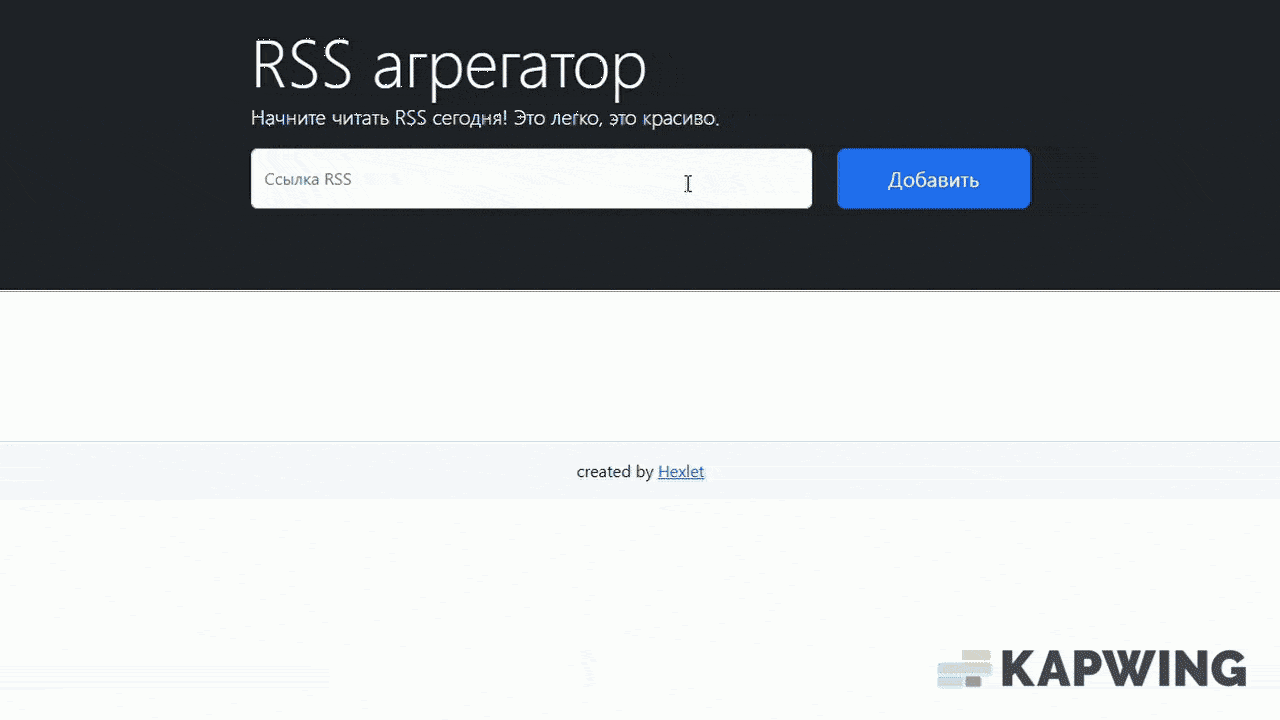 RSS агрегатор
Начните читать RSS сегодня! Это легко, это красиво.
Ссылка RSS
Добавить
created by Hexlet
KAPWING